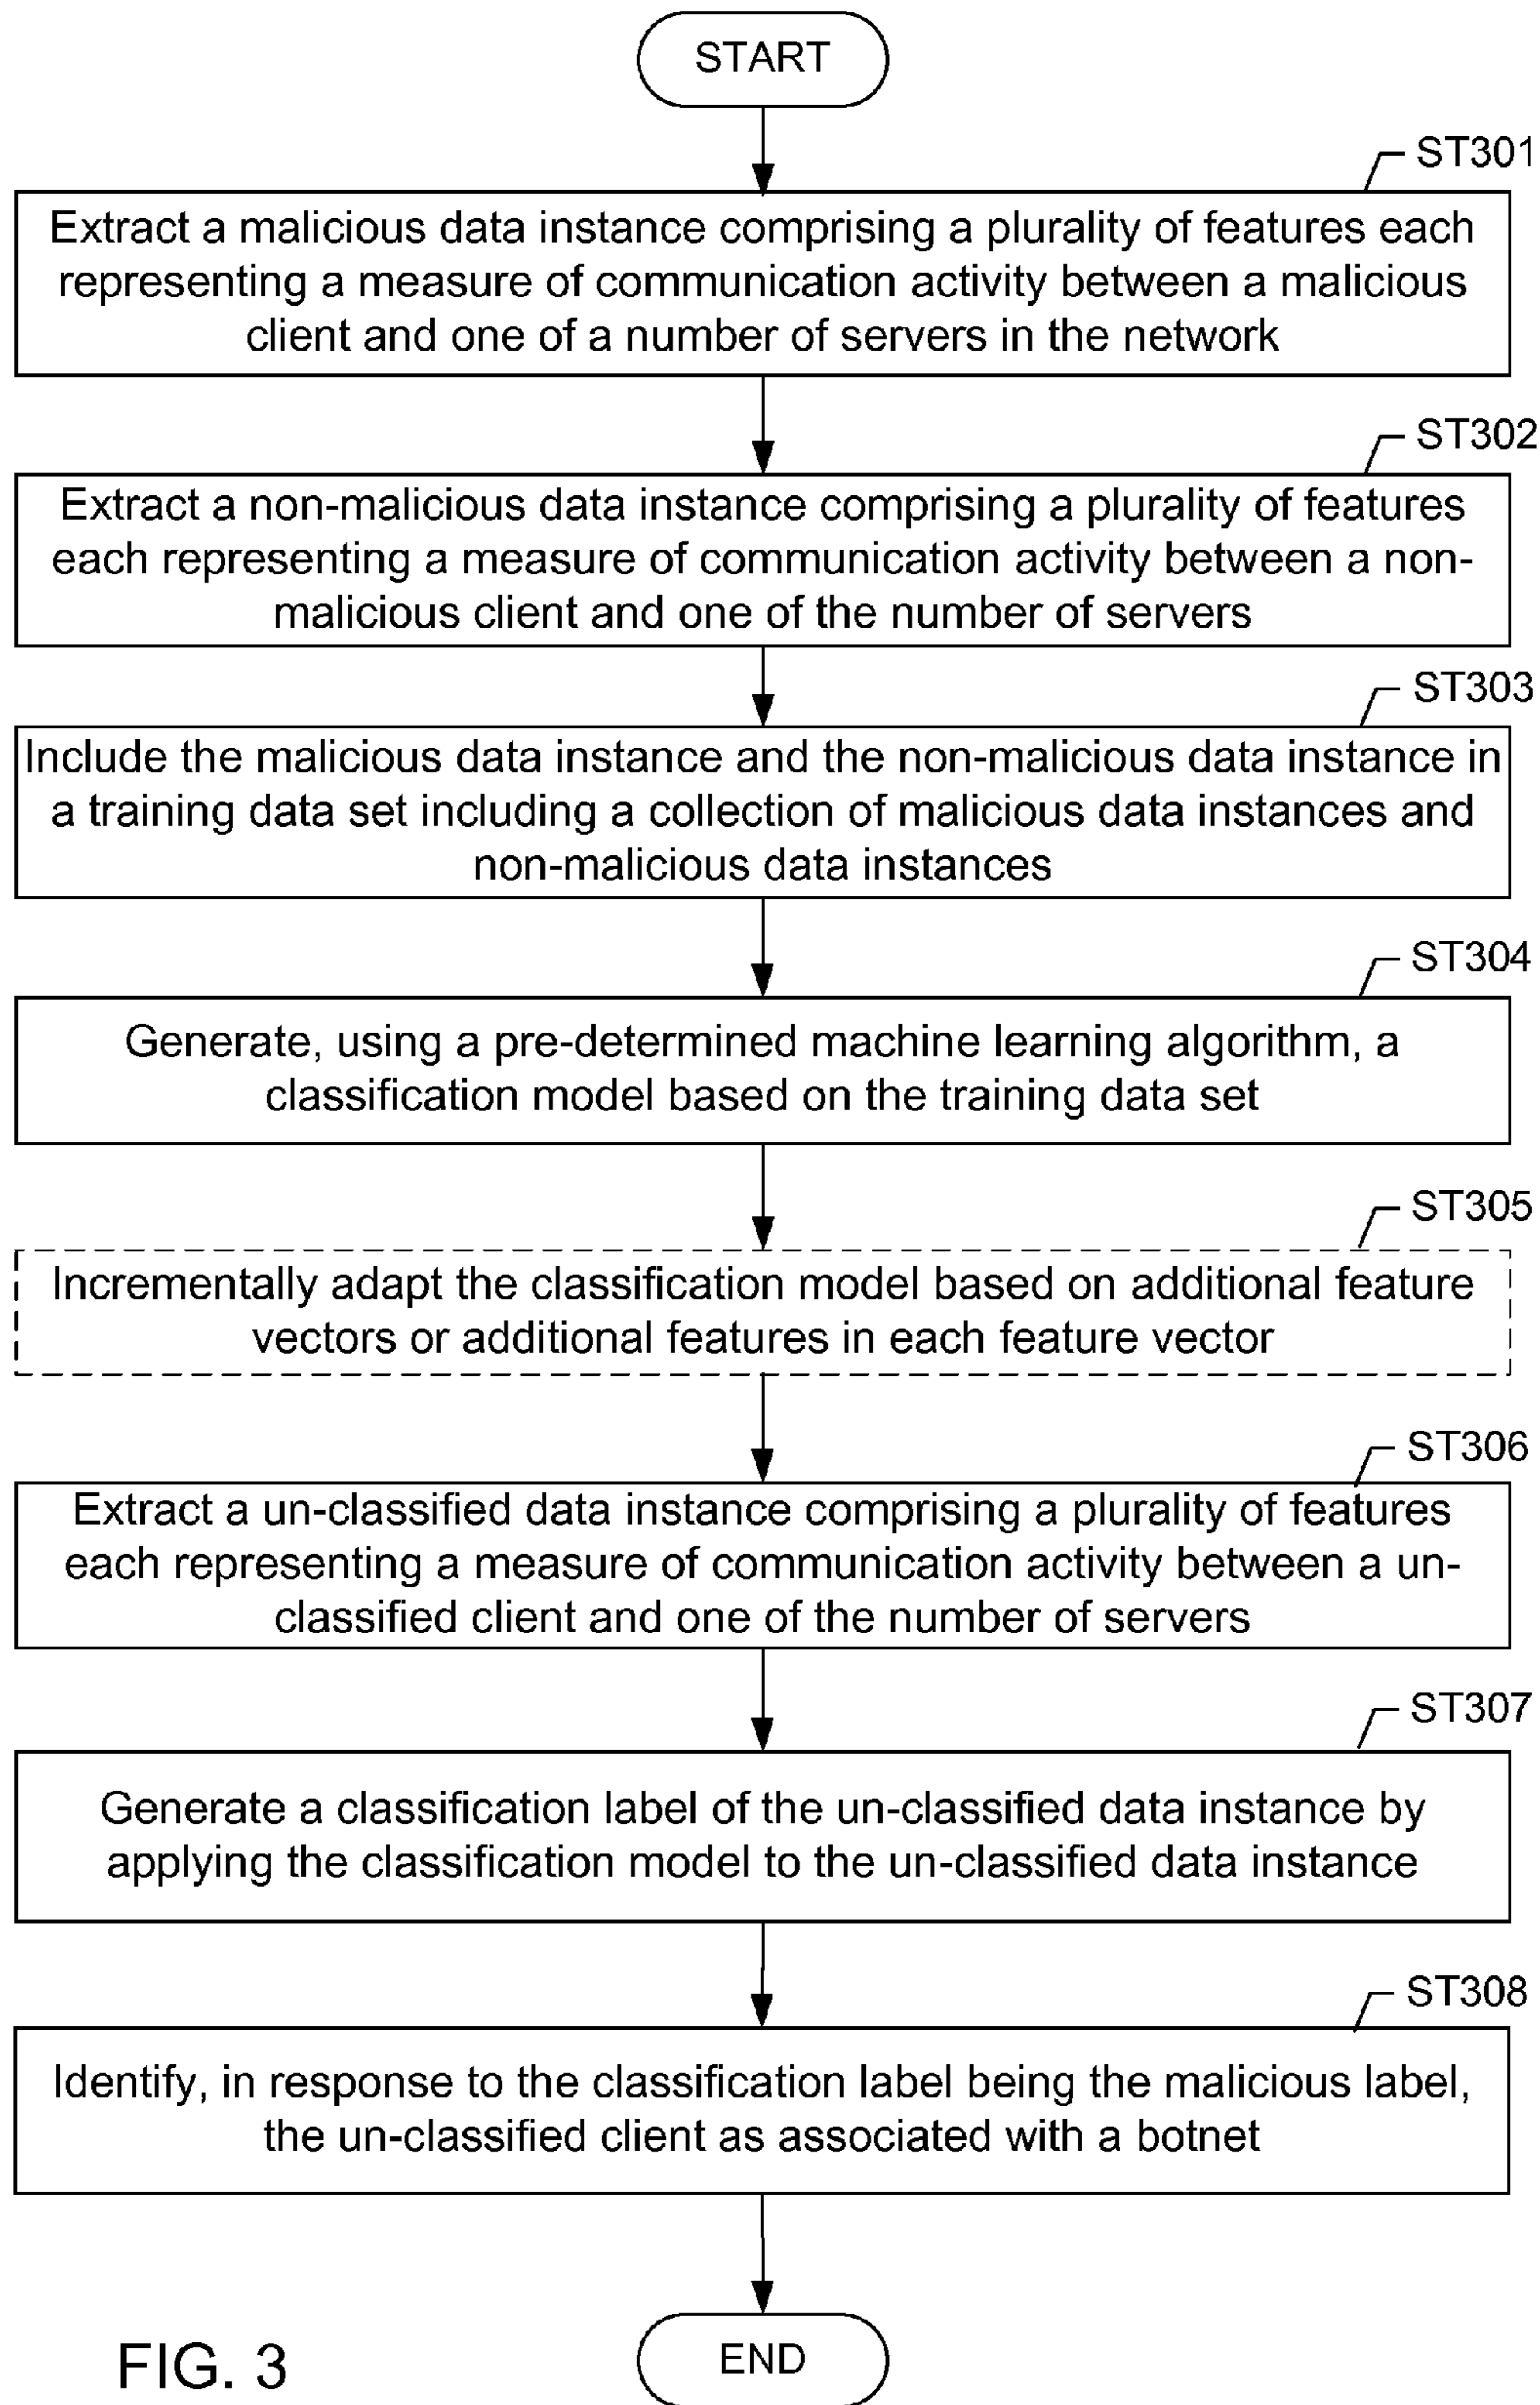 START
ST301
Extract a malicious data instance comprising a plurality of features each
representing a measure of communication activity between a malicious
client and one of a number of servers in the network
ST302
Extract a non-malicious data instance comprising a plurality of features
each representing a measure of communication activity between a non-
malicious client and one of the number of servers
ST303
Include the malicious data instance and the non-malicious data instance in
a training data set including a collection of malicious data instances and
non-malicious data instances
ST304
Generate, using a pre-determined machine learning algorithm, a
classification model based on the training data set
ST305
Incrementally adapt the classification model based on additional feature
vectors or additional features in each feature vector
ST306
Extract a un-classified data instance comprising a plurality of features
each representing a measure of communication activity between a un-
classified client and one of the number of servers
ST307
Generate a classification label of the un-classified data instance by
applying the classification model to the un-classified data instance
ST308
Identify, in response to the classification label being the malicious label,
the un-classified client as associated with a botnet
END
FIG. 3